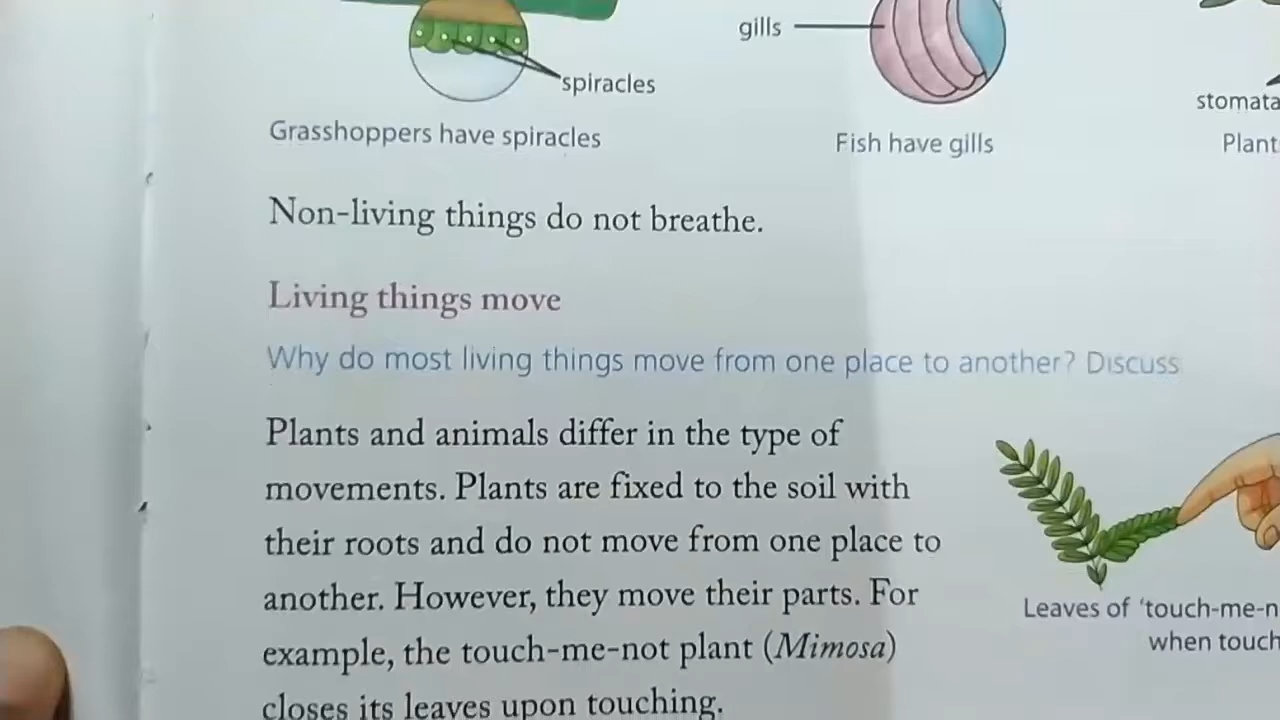 gills
spiracles
stomata
Grasshoppers have spiracles
Fish have gills
Plant
Non-living things do not breathe.
Living things move
Why do most living things move from one place to another? Discuss
Plants and animals differ in the type of
movements. Plants are fixed to the soil with
their roots and do not move from one place to
another. However, they move their parts. For
example, the touch-me-not plant (Mimosa)
closes its leaves upon touching.
Leaves of ‘touch-me-n
when touch